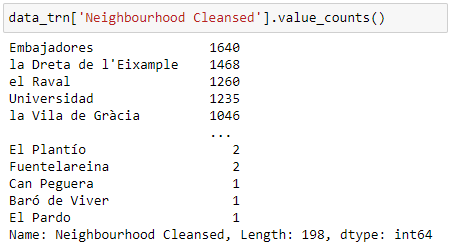 data_trn['Neighbourhood Cleansed'].value_counts()
Embajadores 1640
la Dreta de l'Eixample 1468
el Raval 1260
Universidad 1235
la Vila de Gràcia 1046
...
El Plantío 2
Fuentelareina 2
Can Peguera 1
Baró de Viver 1
El Pardo 1
Name: Neighbourhood Cleansed, Length: 198, dtype: int64